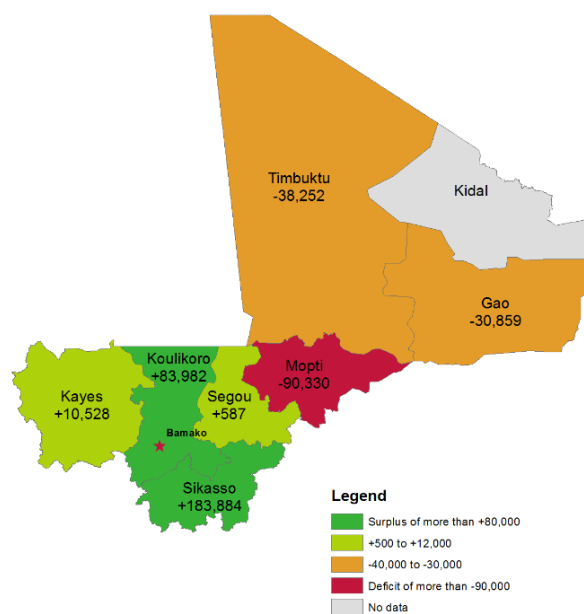 Timbuktu
-38,252
Kidal
Gao
-30,859
Koulikoro
+83,982
Mopti
-90,330
Kayes
+10,528
Segou
+587
Bamako
Sikasso
+183,884
Legend
Surplus of more than +80,000
+500 to +12,000
-40,000 to -30,000
Deficit of more than -90,000
No data